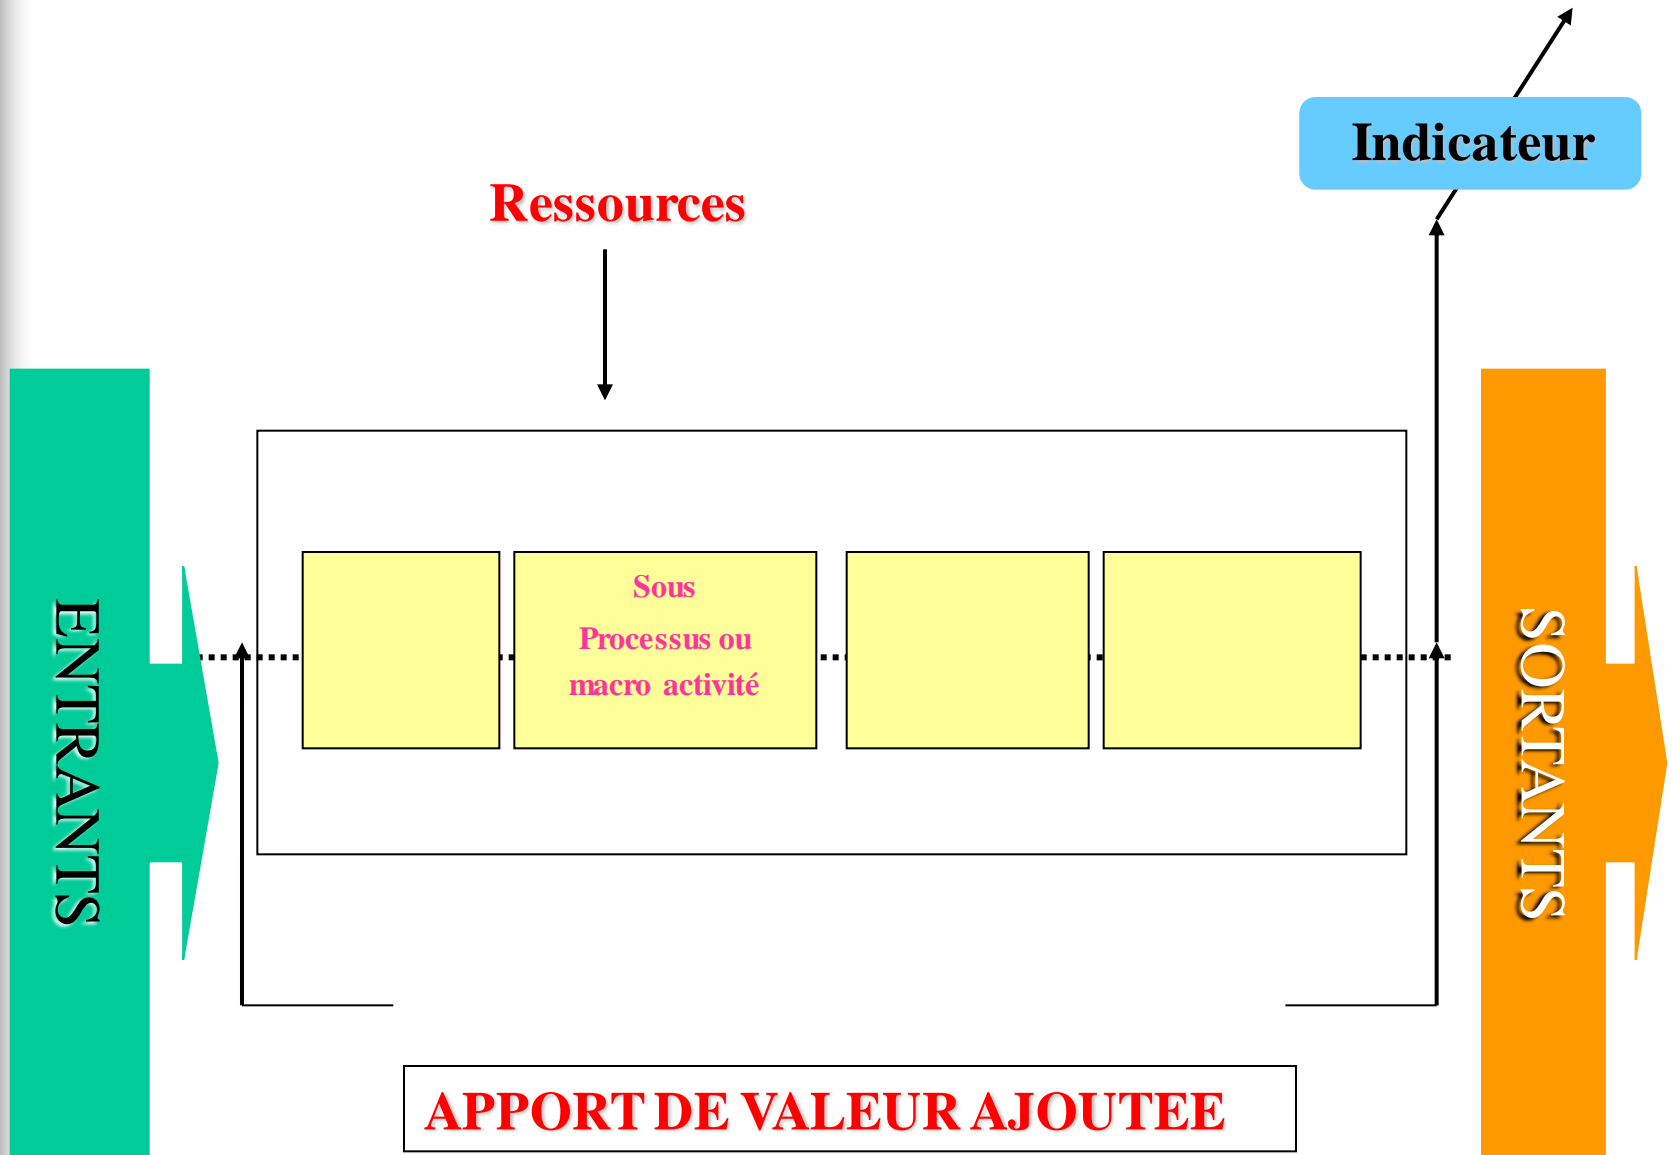 Indicateur
Ressources
ENTRANTS
Sous
Processus ou
macro activité
SORTANTS
APPORT DE VALEUR AJOUTEE